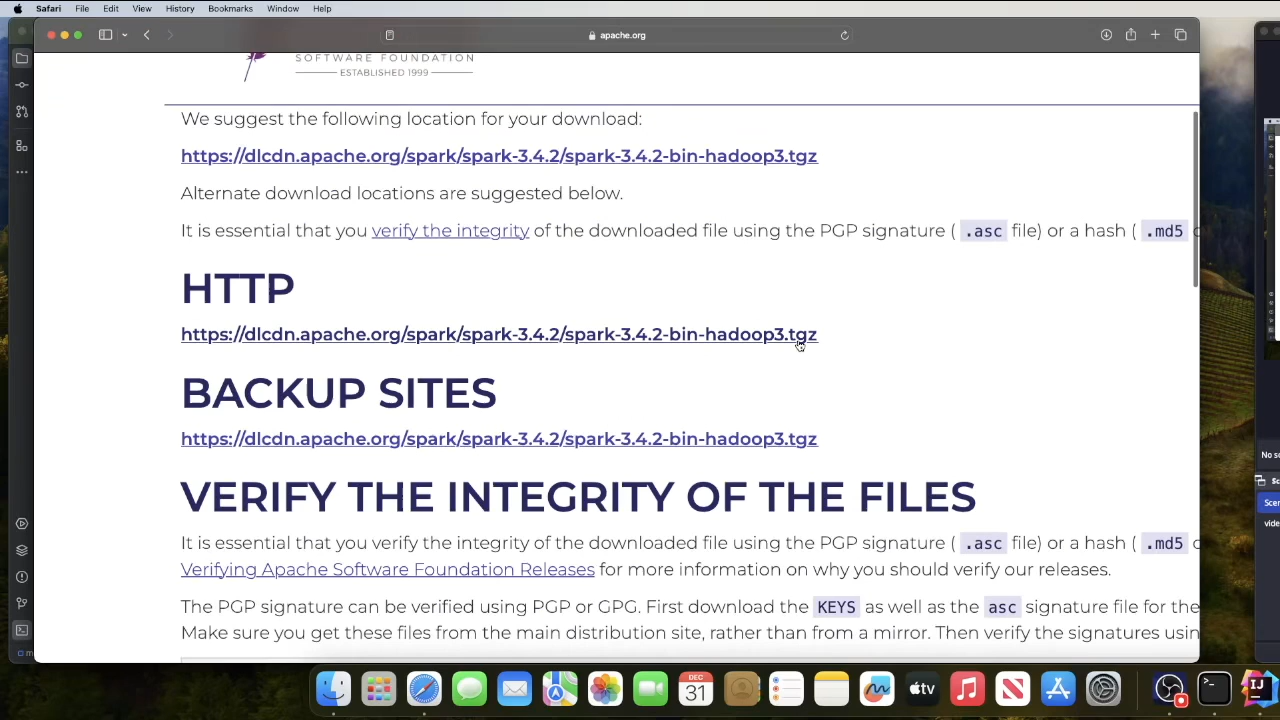 Safari File Edit View History Bookmarks Window Help
apache.org
SOFTWARE FOUNDATION
ESTABLISHED 1999
We suggest the following location for your download:
https://dlcdn.apache.org/spark/spark-3.4.2/spark-3.4.2-bin-hadoop3.tgz
Alternate download locations are suggested below.
It is essential that you verify the integrity of the downloaded file using the PGP signature ( .asc file) or a hash ( .md5
HTTP
https://dlcdn.apache.org/spark/spark-3.4.2/spark-3.4.2-bin-hadoop3.tgz
BACKUP SITES
https://dlcdn.apache.org/spark/spark-3.4.2/spark-3.4.2-bin-hadoop3.tgz
No s
Sc
VERIFY THE INTEGRITY OF THE FILES
Scen
vide
It is essential that you verify the integrity of the downloaded file using the PGP signature ( .asc file) or a hash ( .md5
Verifying Apache Software Foundation Releases for more information on why you should verify our releases.
The PGP signature can be verified using PGP or GPG. First download the KEYS as well as the asc signature file for the
Make sure you get these files from the main distribution site, rather than from a mirror. Then verify the signatures usin
DEC
31
tv
IJ